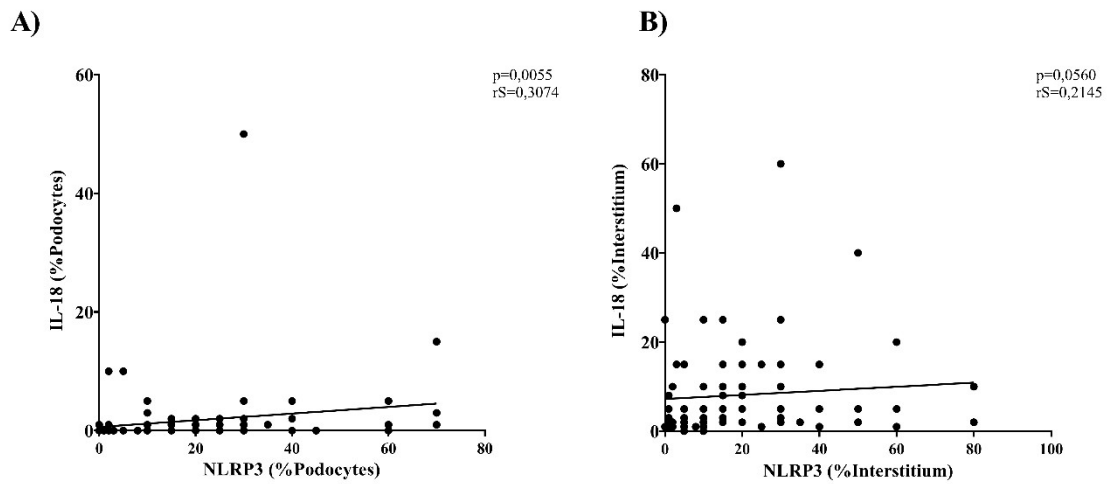 A)
p=0,0055
rS=0,3074
60
40
20
0
IL-18 (%Podocytes)
0 20 40 60 80
NLRP3 (%Podocytes)
B)
p=0,0560
rS=0,2145
80
60
40
20
0
IL-18 (%Interstitium)
0 20 40 60 80 100
NLRP3 (%Interstitium)